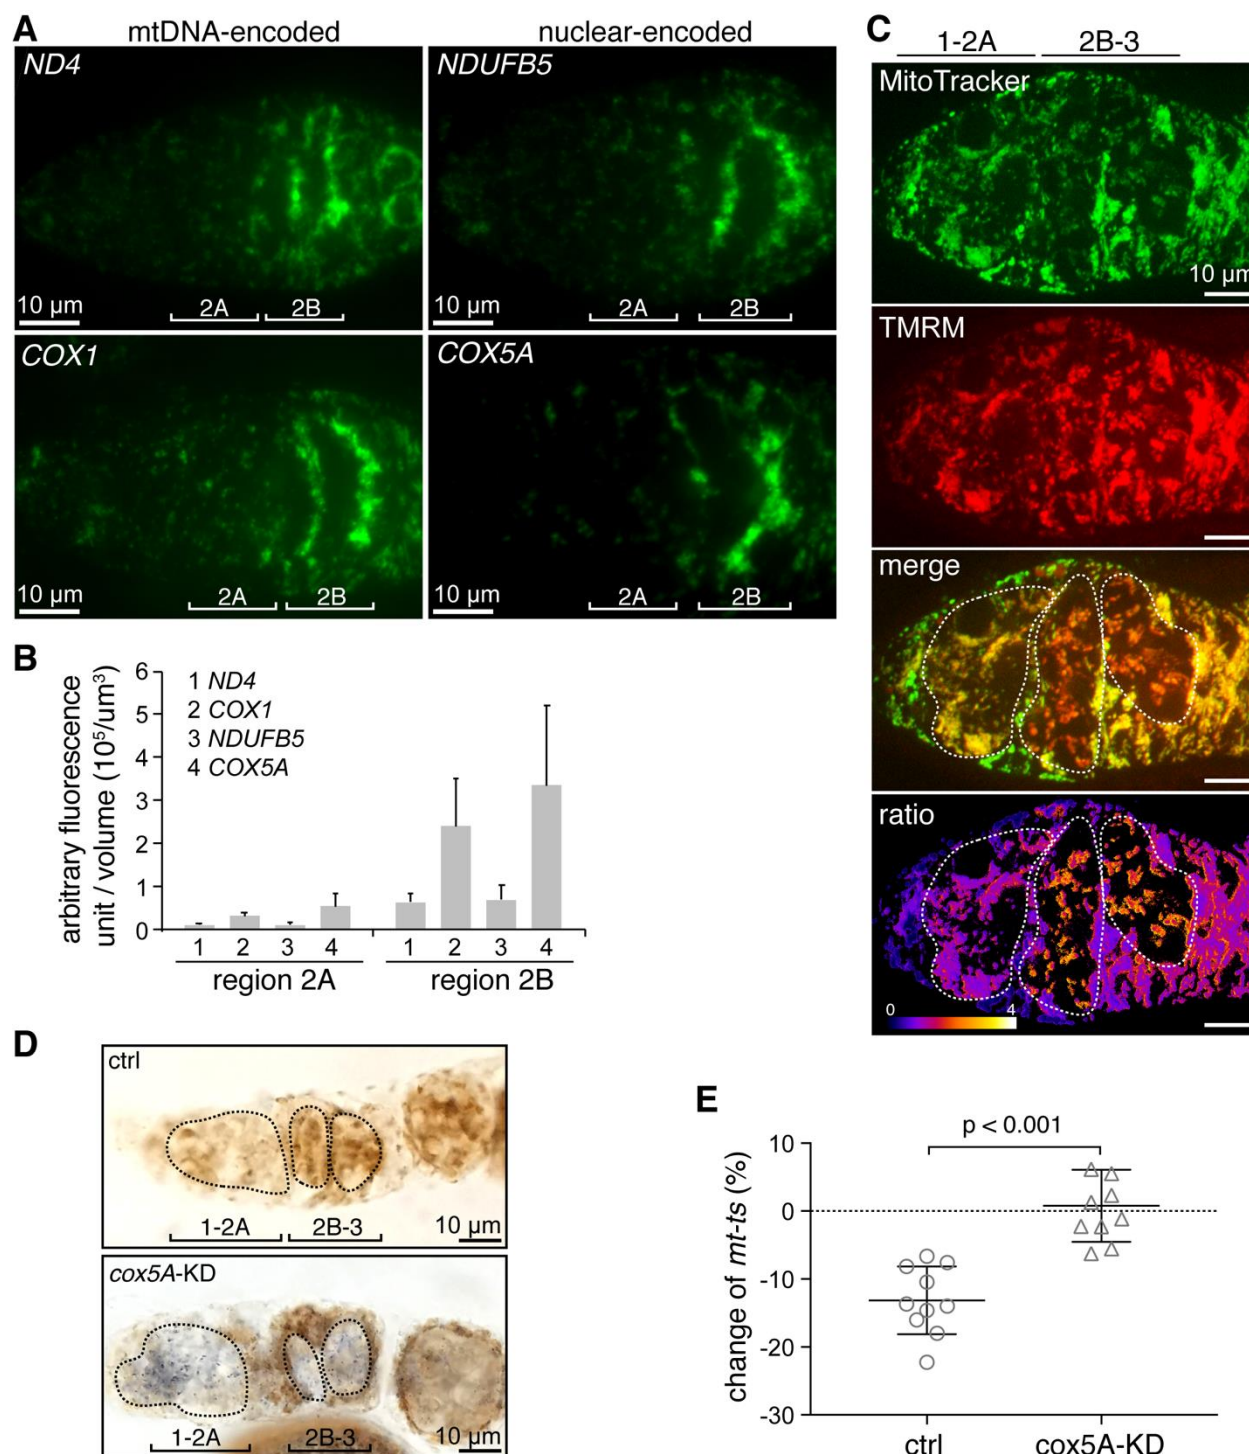 A
mtDNA-encoded
nuclear-encoded
ND4
10 µm
2A
2B
NDUFB5
10 µm
2A
2B
COX1
10 µm
2A
2B
COX5A
10 µm
2A
2B
B
arbitrary fluorescence
unit / volume (10⁵/um³)
6
5
4
3
2
1
0
1 ND4
2 COX1
3 NDUFB5
4 COX5A
1 2 3 4 1 2 3 4
region 2A region 2B
C
1-2A 2B-3
MitoTracker
10 µm
TMRM
merge
ratio
0 4
D
ctrl
1-2A 2B-3 10 µm
cox5A-KD
1-2A 2B-3 10 µm
E
p < 0.001
change of mt-ts (%)
10
0
-10
-20
-30
ctrl cox5A-KD